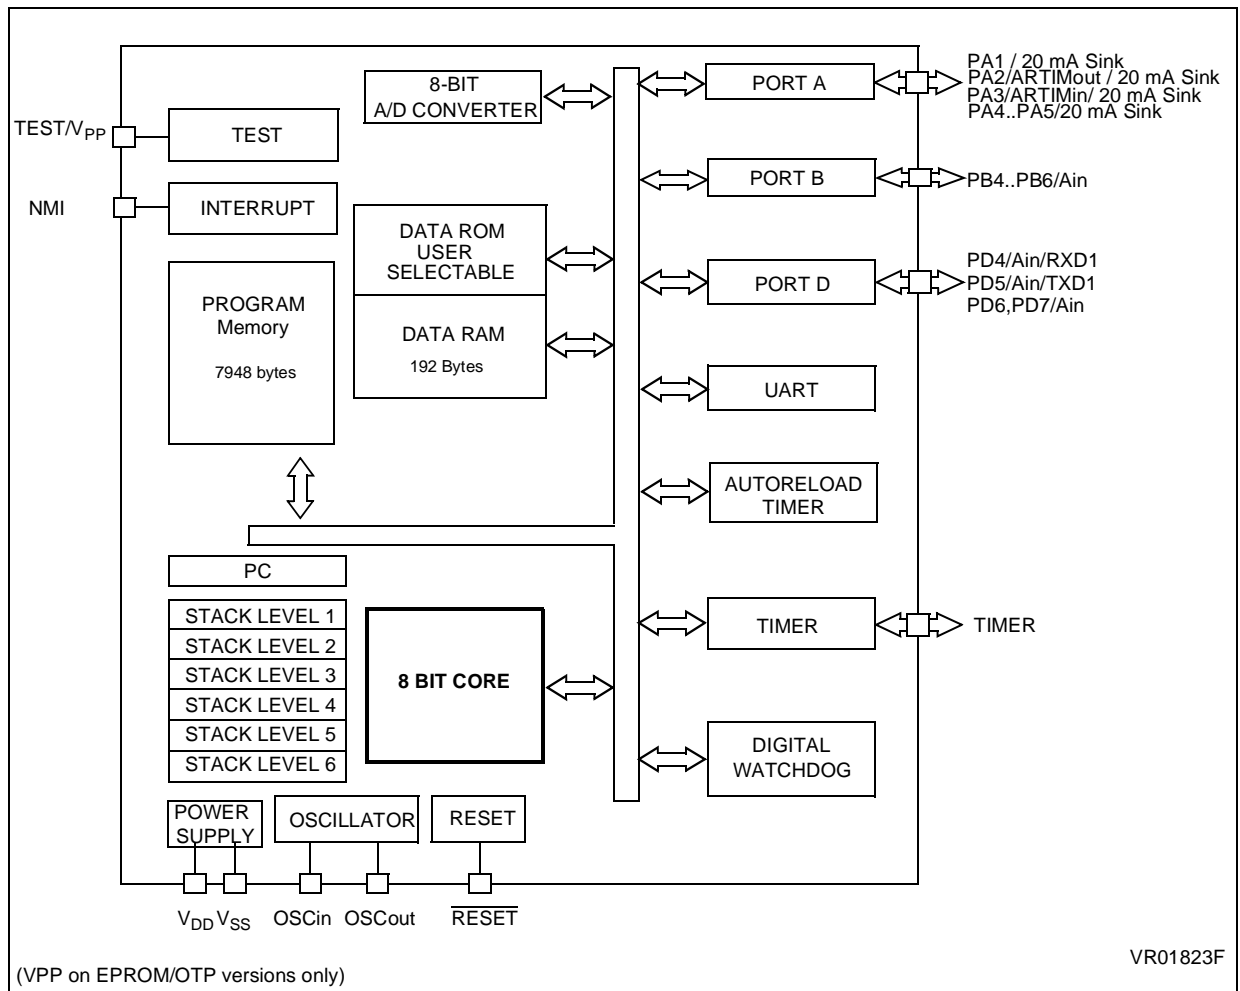 8-BIT
A/D CONVERTER
PORT A
PA1 / 20 mA Sink
PA2/ARTIMout / 20 mA Sink
PA3/ARTIMin/ 20 mA Sink
PA4..PA5/20 mA Sink
TEST/VPP
TEST
PORT B
PB4..PB6/Ain
NMI
INTERRUPT
DATA ROM
USER
SELECTABLE
PORT D
PD4/Ain/RXD1
PD5/Ain/TXD1
PD6,PD7/Ain
PROGRAM
Memory
7948 bytes
DATA RAM
192 Bytes
UART
AUTORELOAD
TIMER
PC
STACK LEVEL 1
STACK LEVEL 2
STACK LEVEL 3
STACK LEVEL 4
STACK LEVEL 5
STACK LEVEL 6
8 BIT CORE
TIMER
TIMER
DIGITAL
WATCHDOG
POWER
SUPPLY
OSCILLATOR
RESET
VDD VSS
OSCin OSCout
RESET
VR01823F
(VPP on EPROM/OTP versions only)